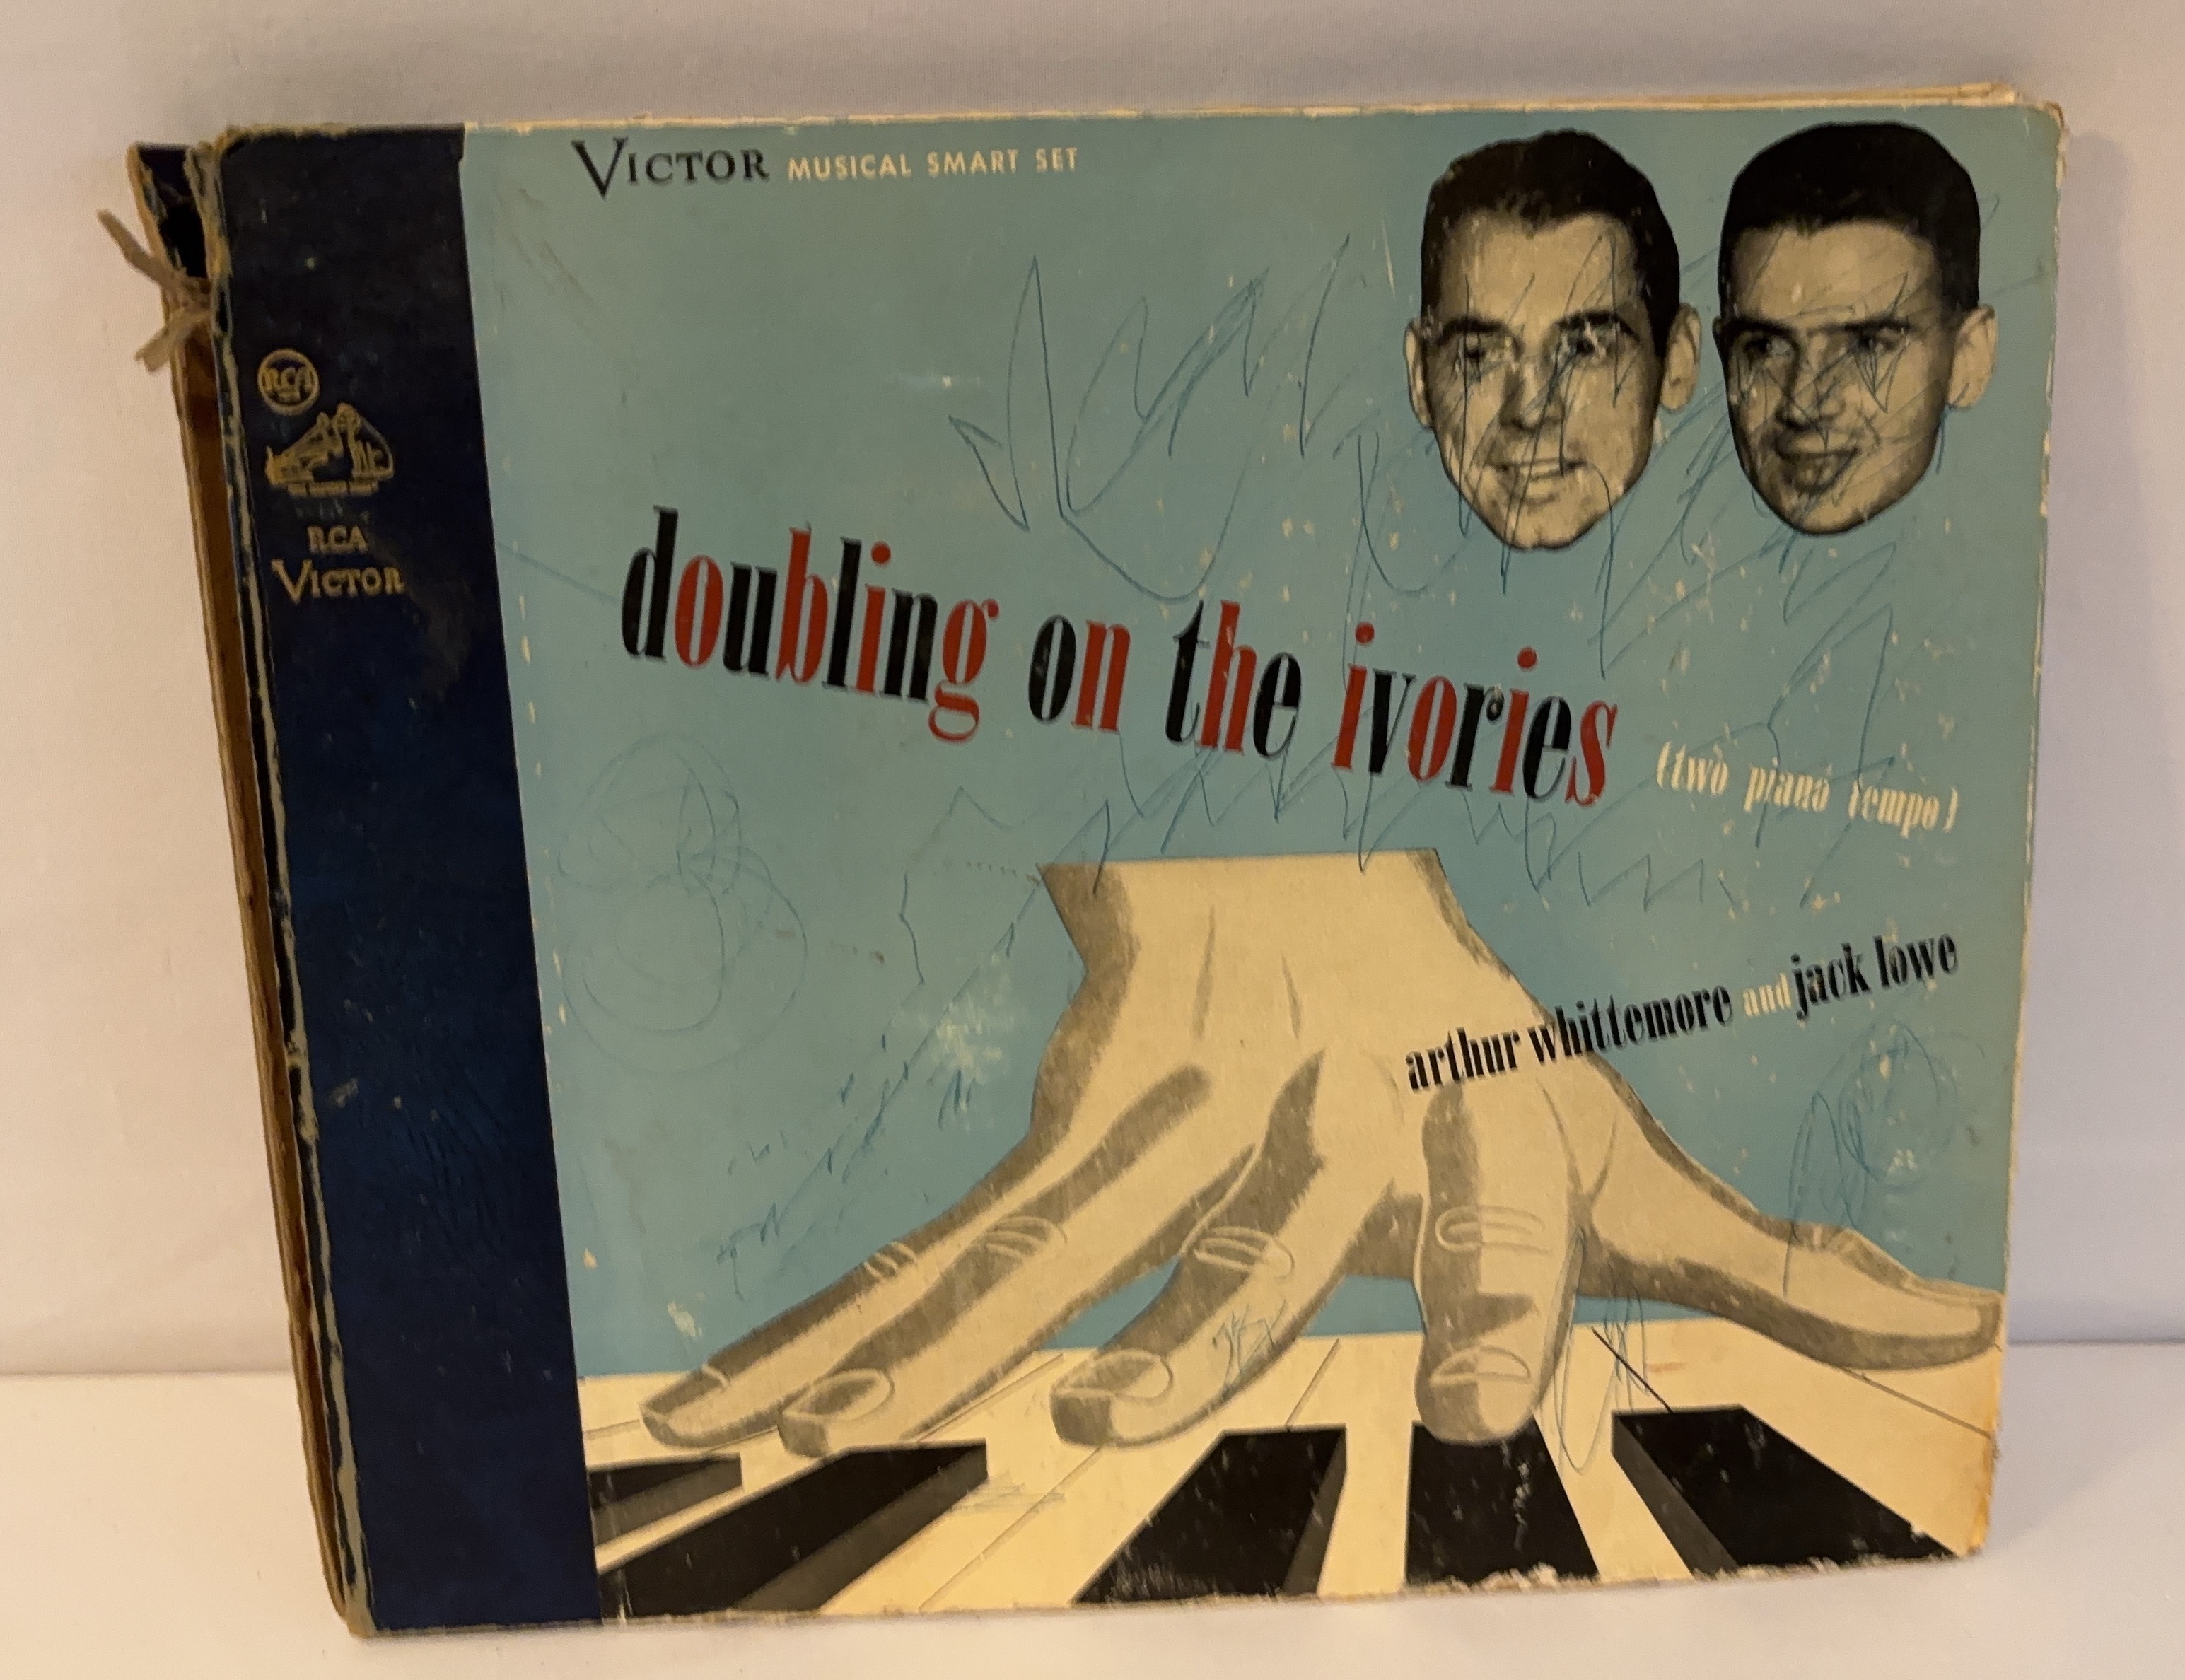 VICTOR MUSICAL SMART SET
RCA
RCA
VICTOR
doubling on the ivories
(two piano tempo)
arthur whittemore and jack lowe